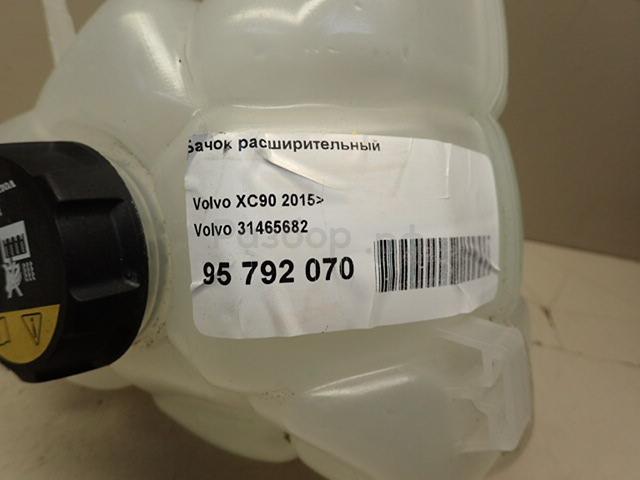 Бачок расширительный
Volvo XC90 2015>
Volvo 31465682
95 792 070